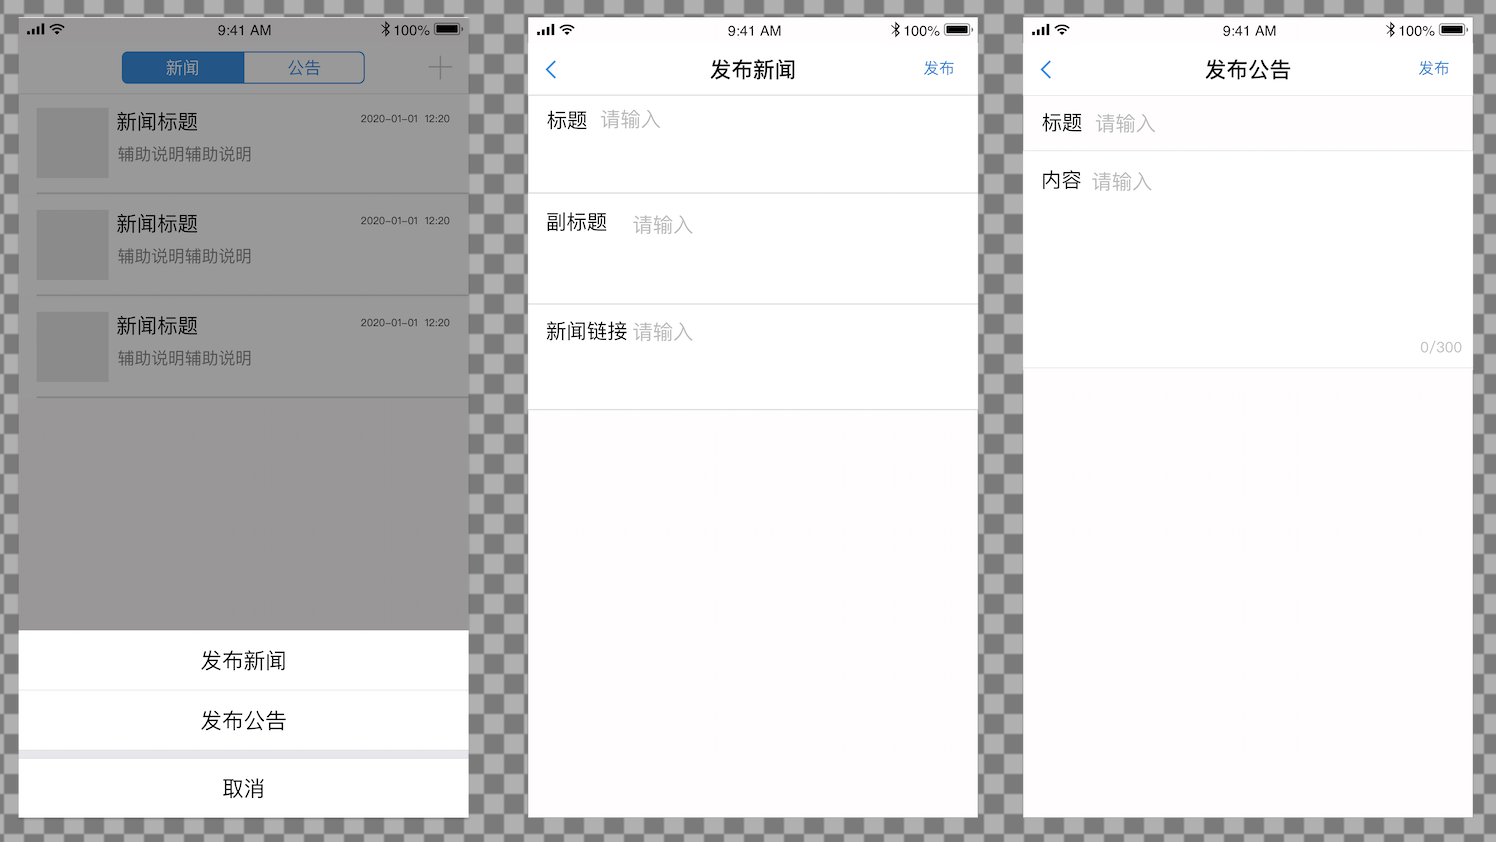 9:41 AM 100%
新闻 公告
新闻标题 2020-01-01 12:20
辅助说明辅助说明
新闻标题 2020-01-01 12:20
辅助说明辅助说明
新闻标题 2020-01-01 12:20
辅助说明辅助说明
发布新闻
发布公告
取消
9:41 AM 100%
发布新闻 发布
标题 请输入
副标题 请输入
新闻链接 请输入
9:41 AM 100%
发布公告 发布
标题 请输入
内容 请输入
0/300